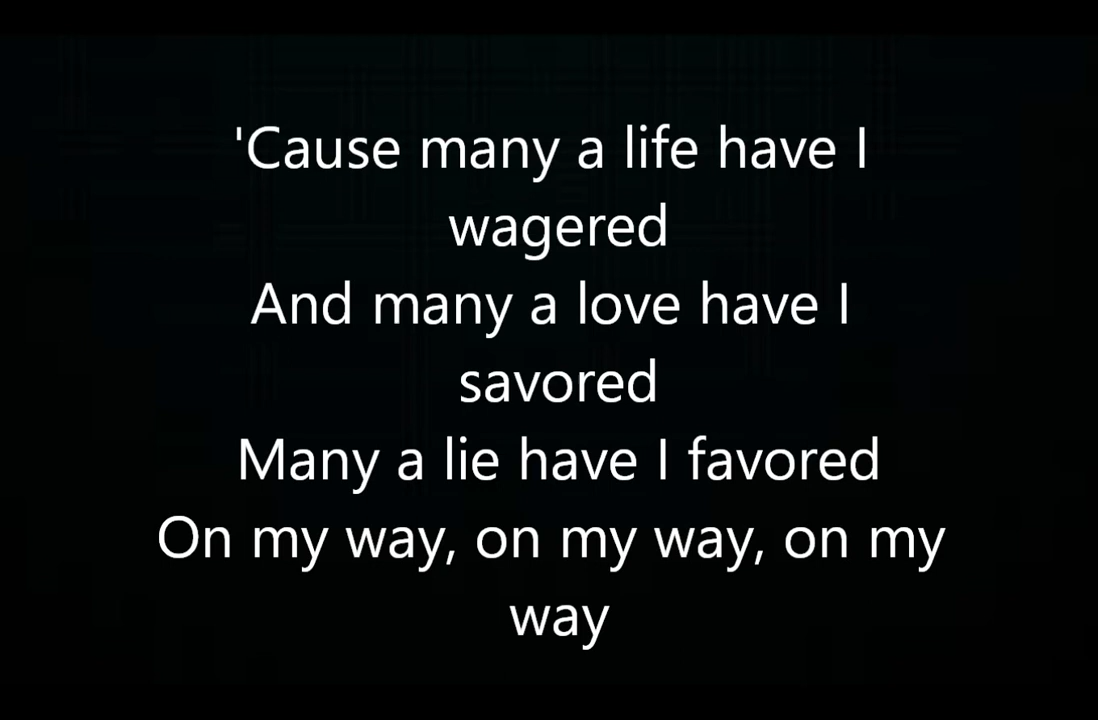 'Cause many a life have I
wagered
And many a love have I
savored
Many a lie have I favored
On my way, on my way, on my
way